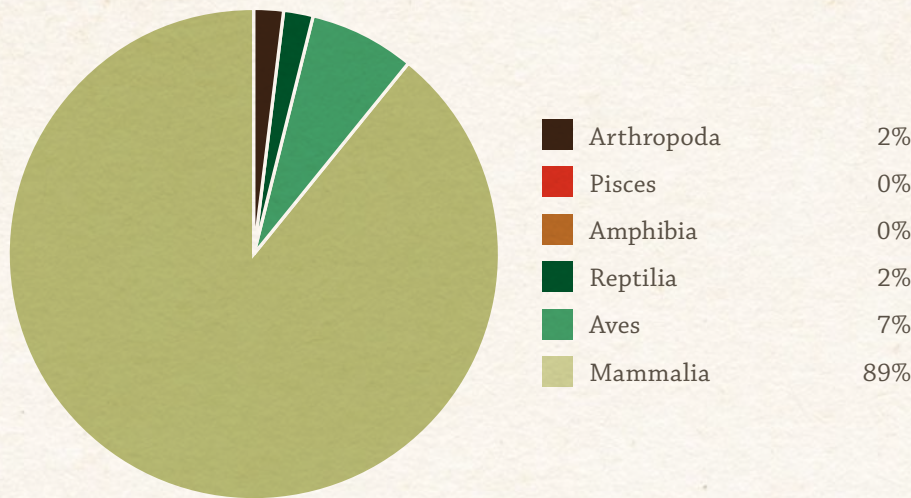 Arthropoda 2%
Pisces 0%
Amphibia 0%
Reptilia 2%
Aves 7%
Mammalia 89%